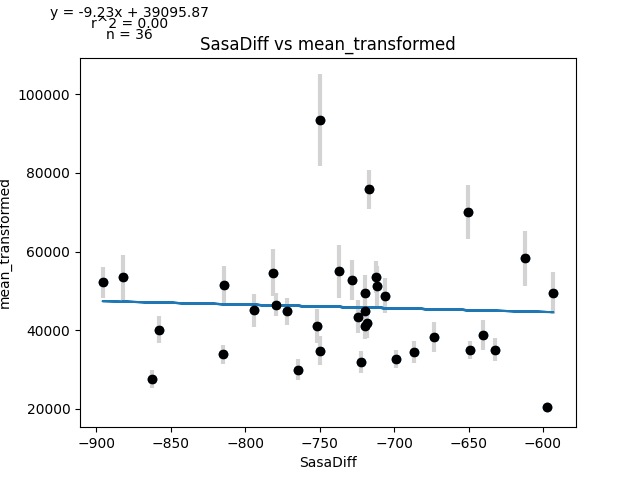 y = -9.23x + 39095.87
r^2 = 0.00
n = 36
SasaDiff vs mean_transformed
100000
80000
60000
40000
20000
mean_transformed
−900
−850
−800
−750
−700
−650
−600
SasaDiff